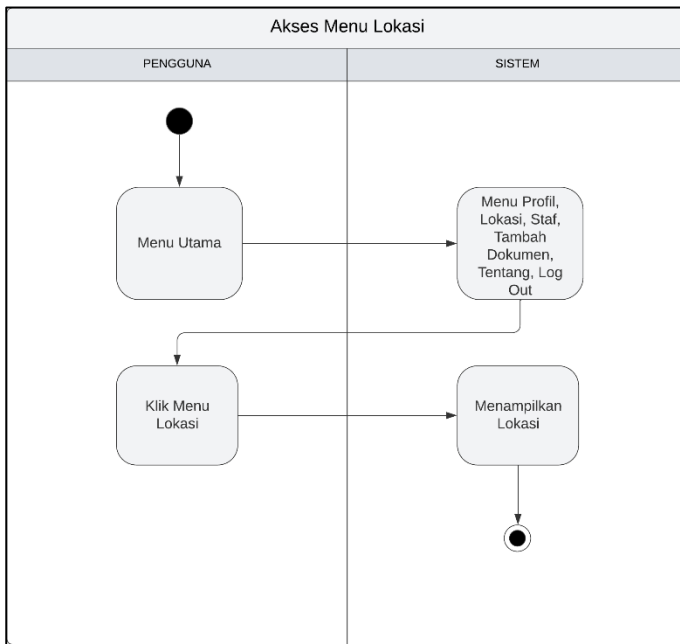 Akses Menu Lokasi
PENGGUNA
SISTEM
Menu Utama
Menu Profil,
Lokasi, Staf,
Tambah
Dokumen,
Tentang, Log
Out
Klik Menu
Lokasi
Menampilkan
Lokasi